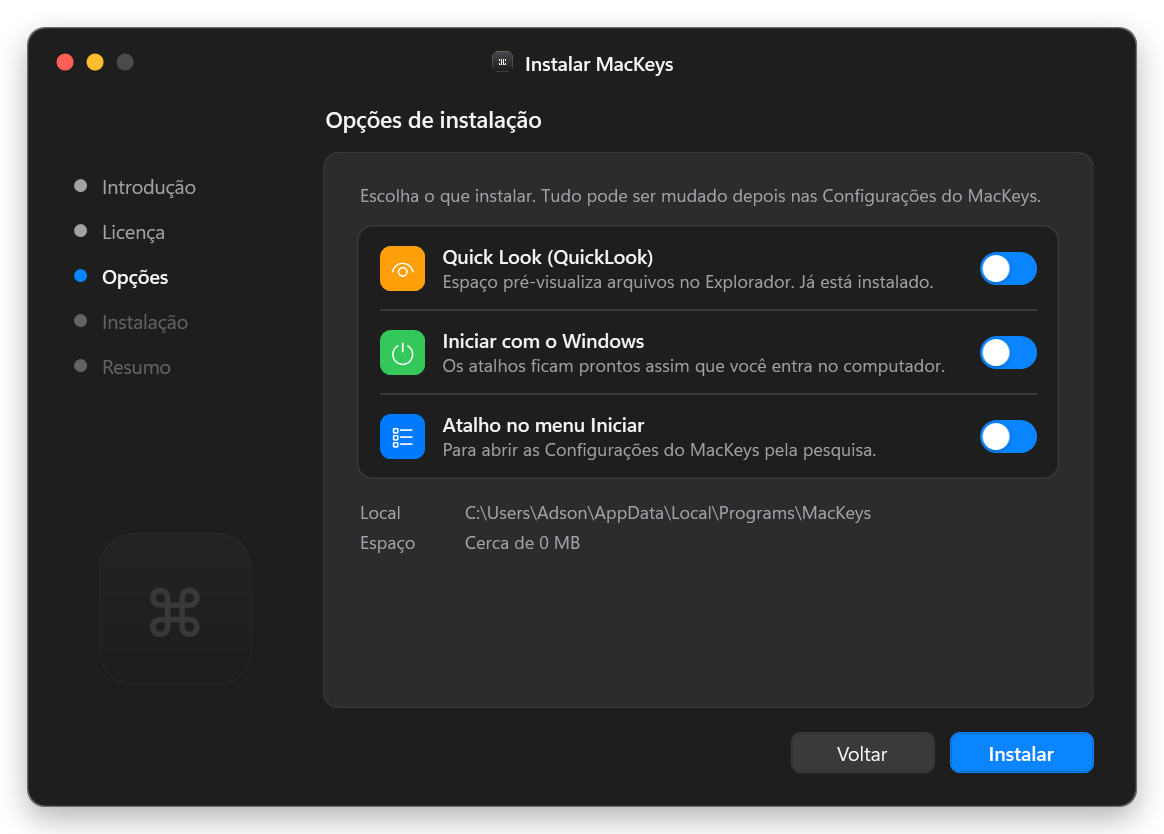 Instalar MacKeys
Opções de instalação
Introdução
Licença
Opções
Instalação
Resumo
Escolha o que instalar. Tudo pode ser mudado depois nas Configurações do MacKeys.
Quick Look (QuickLook)
Espaço pré-visualiza arquivos no Explorador. Já está instalado.
Iniciar com o Windows
Os atalhos ficam prontos assim que você entra no computador.
Atalho no menu Iniciar
Para abrir as Configurações do MacKeys pela pesquisa.
Local C:\Users\Adson\AppData\Local\Programs\MacKeys
Espaço Cerca de 0 MB
Voltar
Instalar